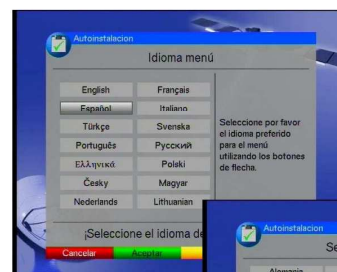 Autoinstalacion
Idioma menú
English Français
Español Italiano
Türkçe Svenska
Português Русский
Ελληνικά Polski
Česky Magyar
Nederlands Lithuanian
Seleccione por favor
el idioma preferido
para el menú
utilizando los botones
de flecha.
¡Seleccione el idioma de
Cancelar Aceptar
Autoinstalacion
Se
Alemania